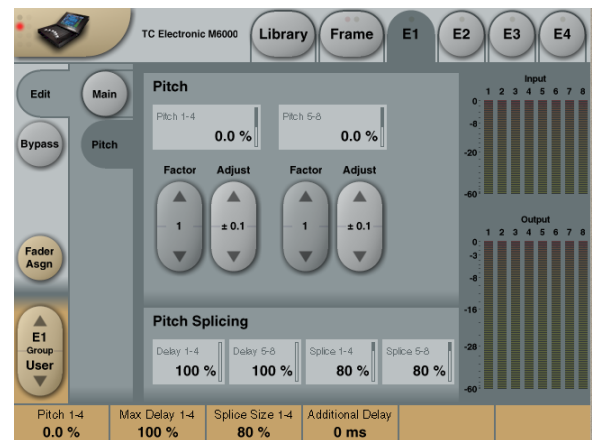 TC Electronic M6000
Library
Frame
E1
E2
E3
E4
Edit
Main
Bypass
Pitch
Fader
Asgn
E1
Group
User
Pitch
Pitch 1-4
0.0 %
Pitch 5-8
0.0 %
Factor
Adjust
Factor
Adjust
1
± 0.1
1
± 0.1
Pitch Splicing
Delay 1-4
100 %
Delay 5-8
100 %
Splice 1-4
80 %
Splice 5-8
80 %
Input
1 2 3 4 5 6 7 8
0
-8
-20
-60
Output
1 2 3 4 5 6 7 8
0
-3
-8
-16
-28
-60
Pitch 1-4
0.0 %
Max Delay 1-4
100 %
Splice Size 1-4
80 %
Additional Delay
0 ms